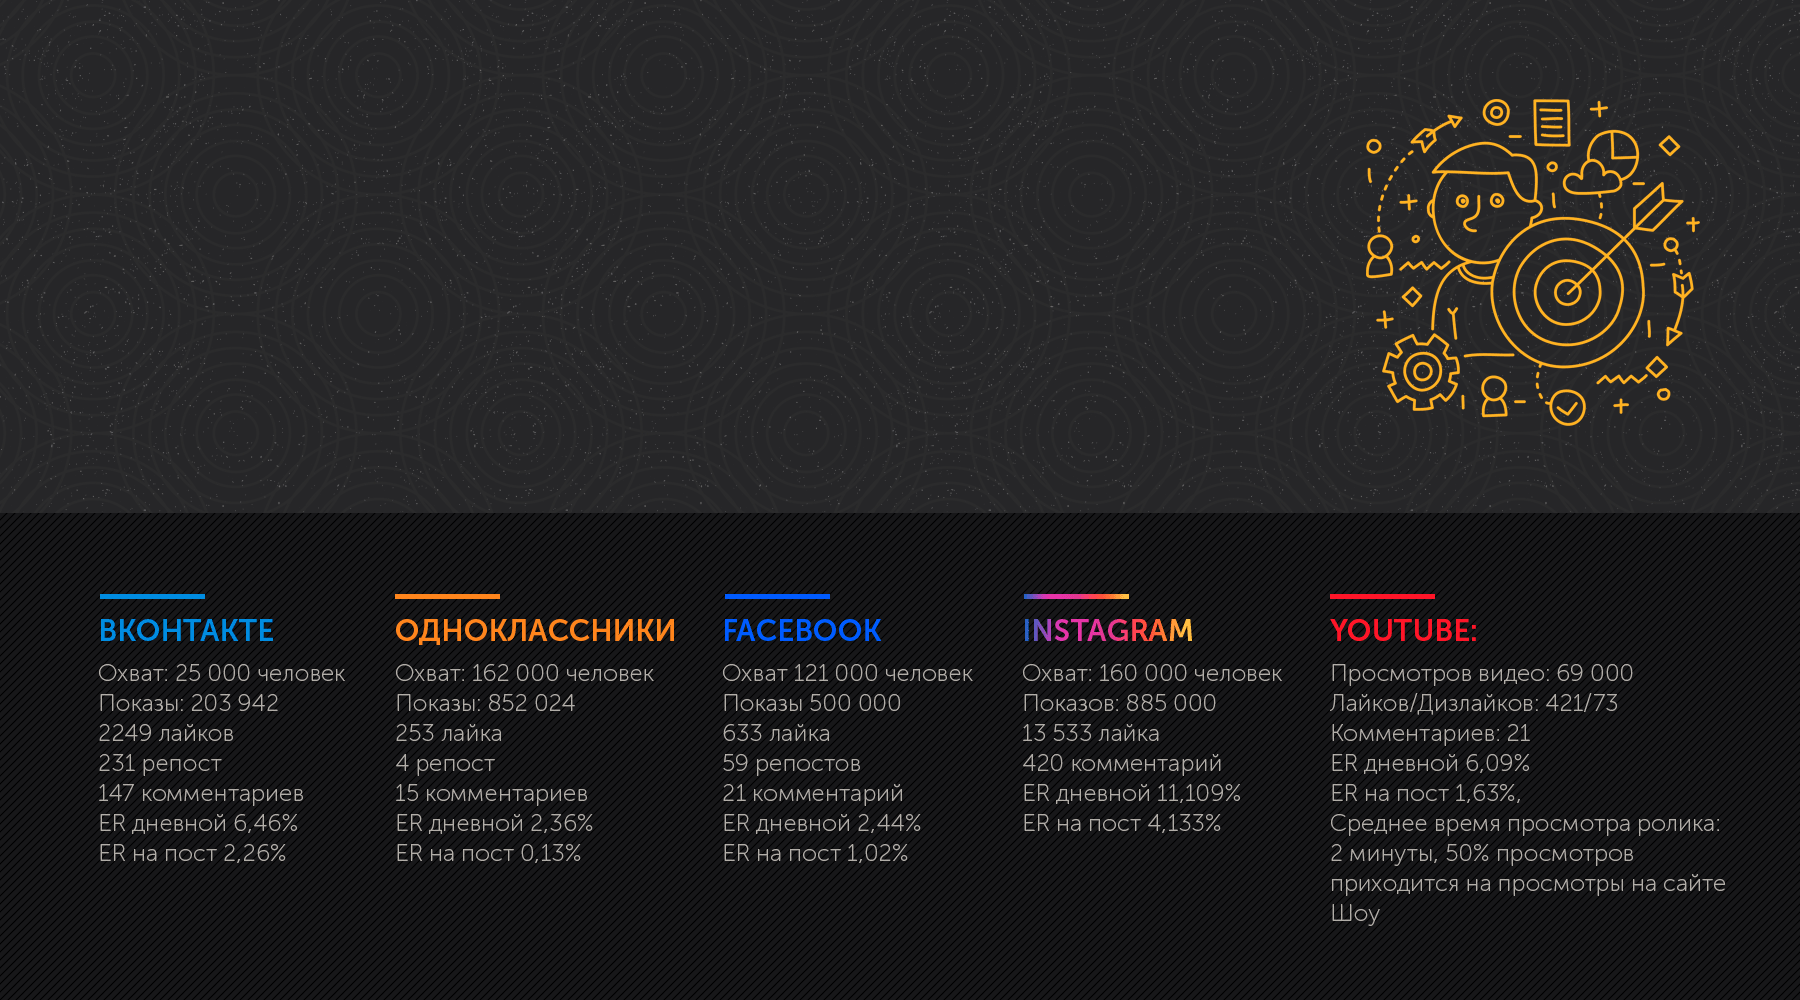 ВКОНТАКТЕ
Охват: 25 000 человек
Показы: 203 942
2249 лайков
231 репост
147 комментариев
ER дневной 6,46%
ER на пост 2,26%
ОДНОКЛАССНИКИ
Охват: 162 000 человек
Показы: 852 024
253 лайка
4 репост
15 комментариев
ER дневной 2,36%
ER на пост 0,13%
FACEBOOK
Охват 121 000 человек
Показы 500 000
633 лайка
59 репостов
21 комментарий
ER дневной 2,44%
ER на пост 1,02%
INSTAGRAM
Охват: 160 000 человек
Показов: 885 000
13 533 лайка
420 комментарий
ER дневной 11,109%
ER на пост 4,133%
YOUTUBE:
Просмотров видео: 69 000
Лайков/Дизлайков: 421/73
Комментариев: 21
ER дневной 6,09%
ER на пост 1,63%,
Среднее время просмотра ролика:
2 минуты, 50% просмотров
приходится на просмотры на сайте
Шоу